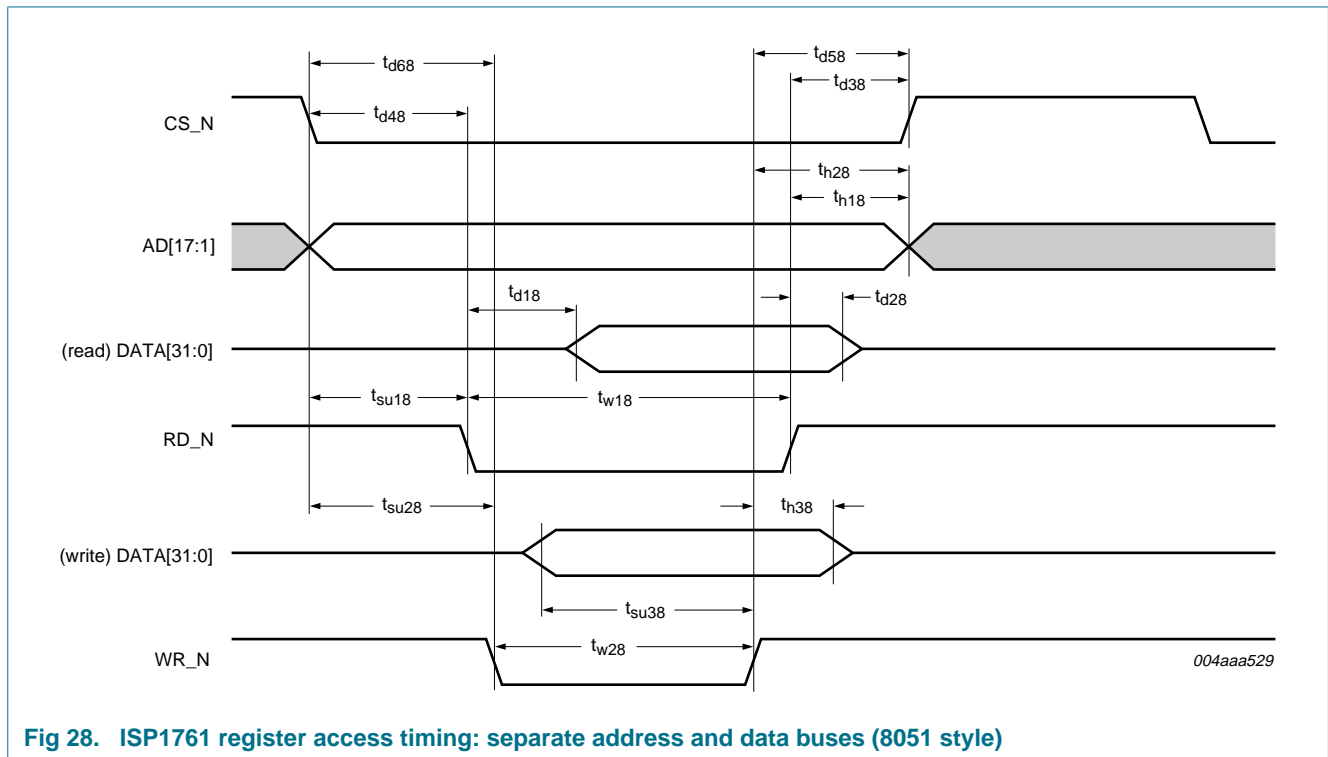 td58
td68
td38
td48
CS_N
th28
th18
AD[17:1]
td18
td28
(read) DATA[31:0]
tsu18
tw18
RD_N
tsu28
th38
(write) DATA[31:0]
tsu38
tw28
WR_N
004aaa529
Fig 28. ISP1761 register access timing: separate address and data buses (8051 style)